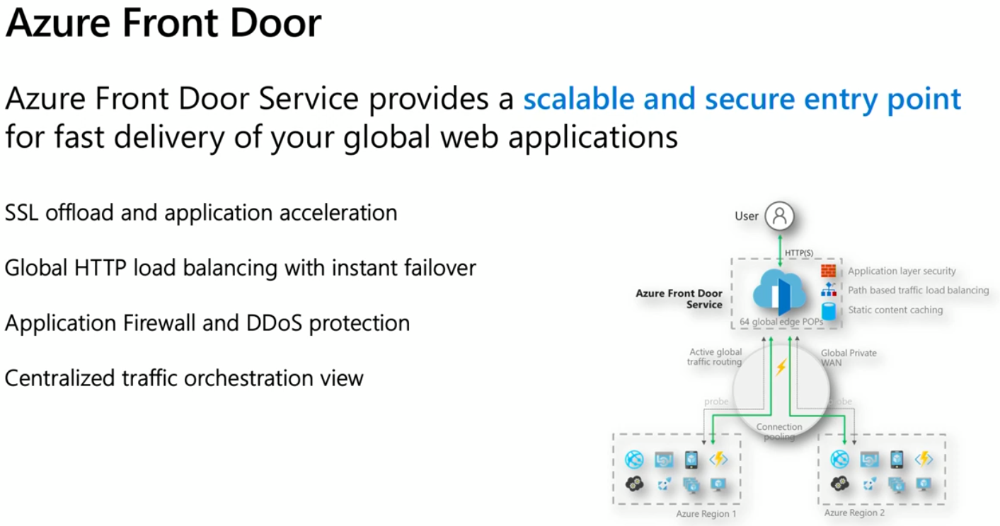 Azure Front Door
Azure Front Door Service provides a scalable and secure entry point
for fast delivery of your global web applications
SSL offload and application acceleration
Global HTTP load balancing with instant failover
Application Firewall and DDoS protection
Centralized traffic orchestration view
User
HTTP(S)
Azure Front Door
Service
Application layer security
Path based traffic load balancing
Static content caching
64 global edge POPs
Active global
traffic routing
Global Private
WAN
probe
probe
Connection
pooling
Azure Region 1
Azure Region 2